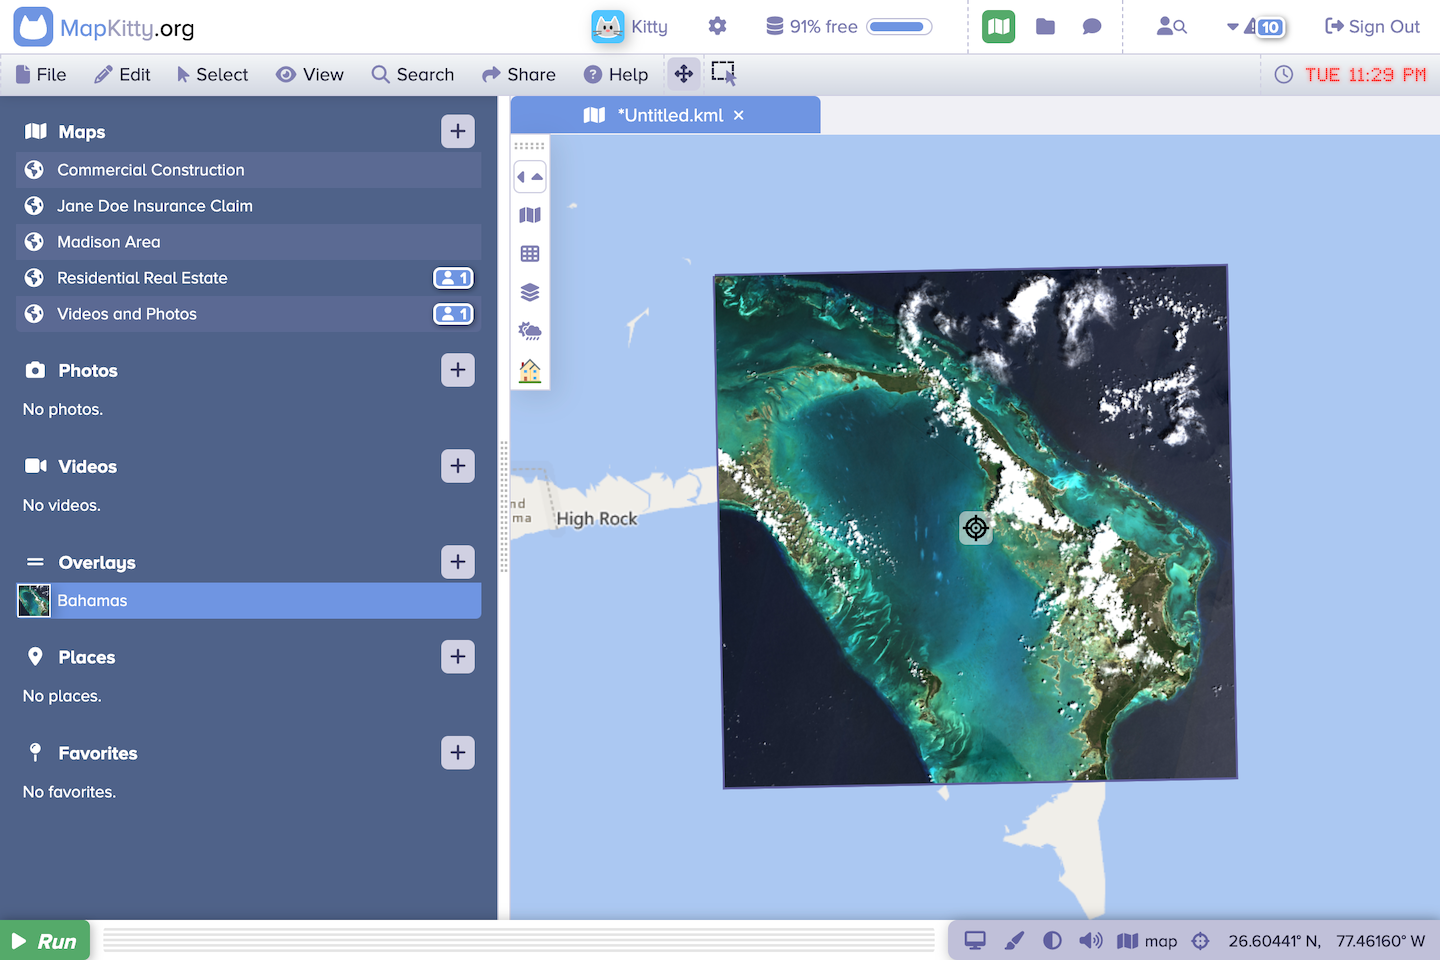 MapKitty.org
Kitty
91% free
10
Sign Out
File
Edit
Select
View
Search
Share
Help
TUE 11:29 PM
Maps
Commercial Construction
Jane Doe Insurance Claim
Madison Area
Residential Real Estate
1
Videos and Photos
1
Photos
No photos.
Videos
No videos.
Overlays
Bahamas
Places
No places.
Favorites
No favorites.
*Untitled.kml
nd
ma
High Rock
Run
map
26.60441° N, 77.46160° W